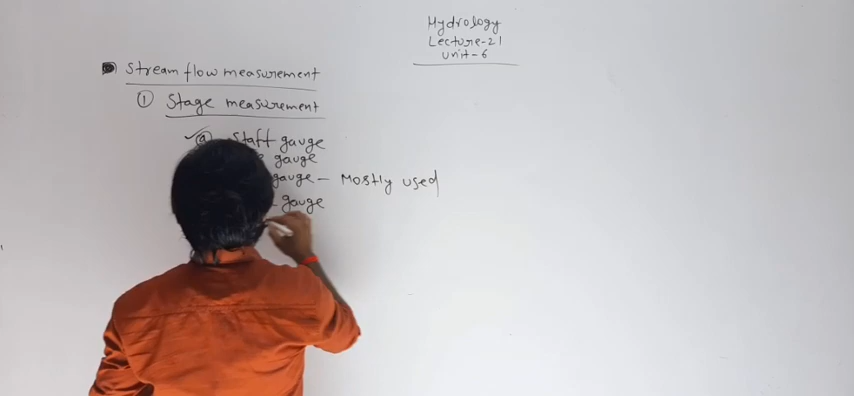 Hydrology
Lecture-21
Unit-6
Stream flow measurement
① Stage measurement
ⓐ Staff gauge
gauge
gauge – Mostly used
gauge